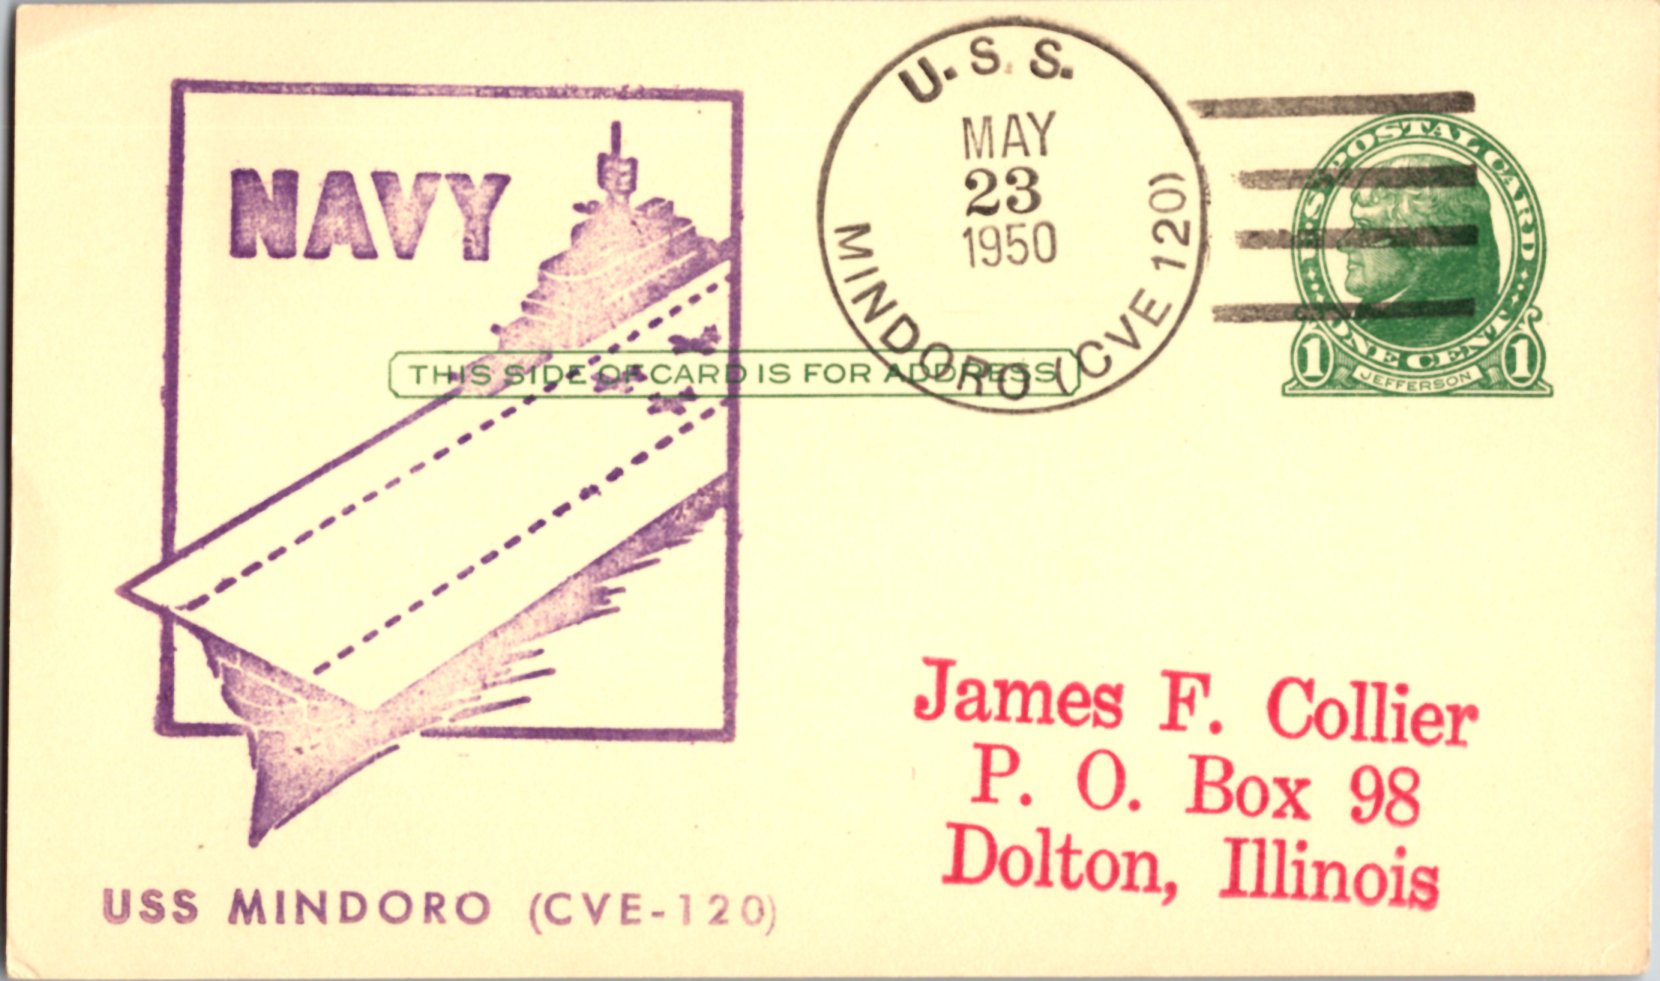 NAVY
U.S.S.
MAY
23
1950
MINDORO (CVE 120)
U·S·POSTAL CARD
ONE CENT
1 JEFFERSON 1
THIS SIDE OF CARD IS FOR ADDRESS
James F. Collier
P. O. Box 98
Dolton, Illinois
USS MINDORO (CVE-120)